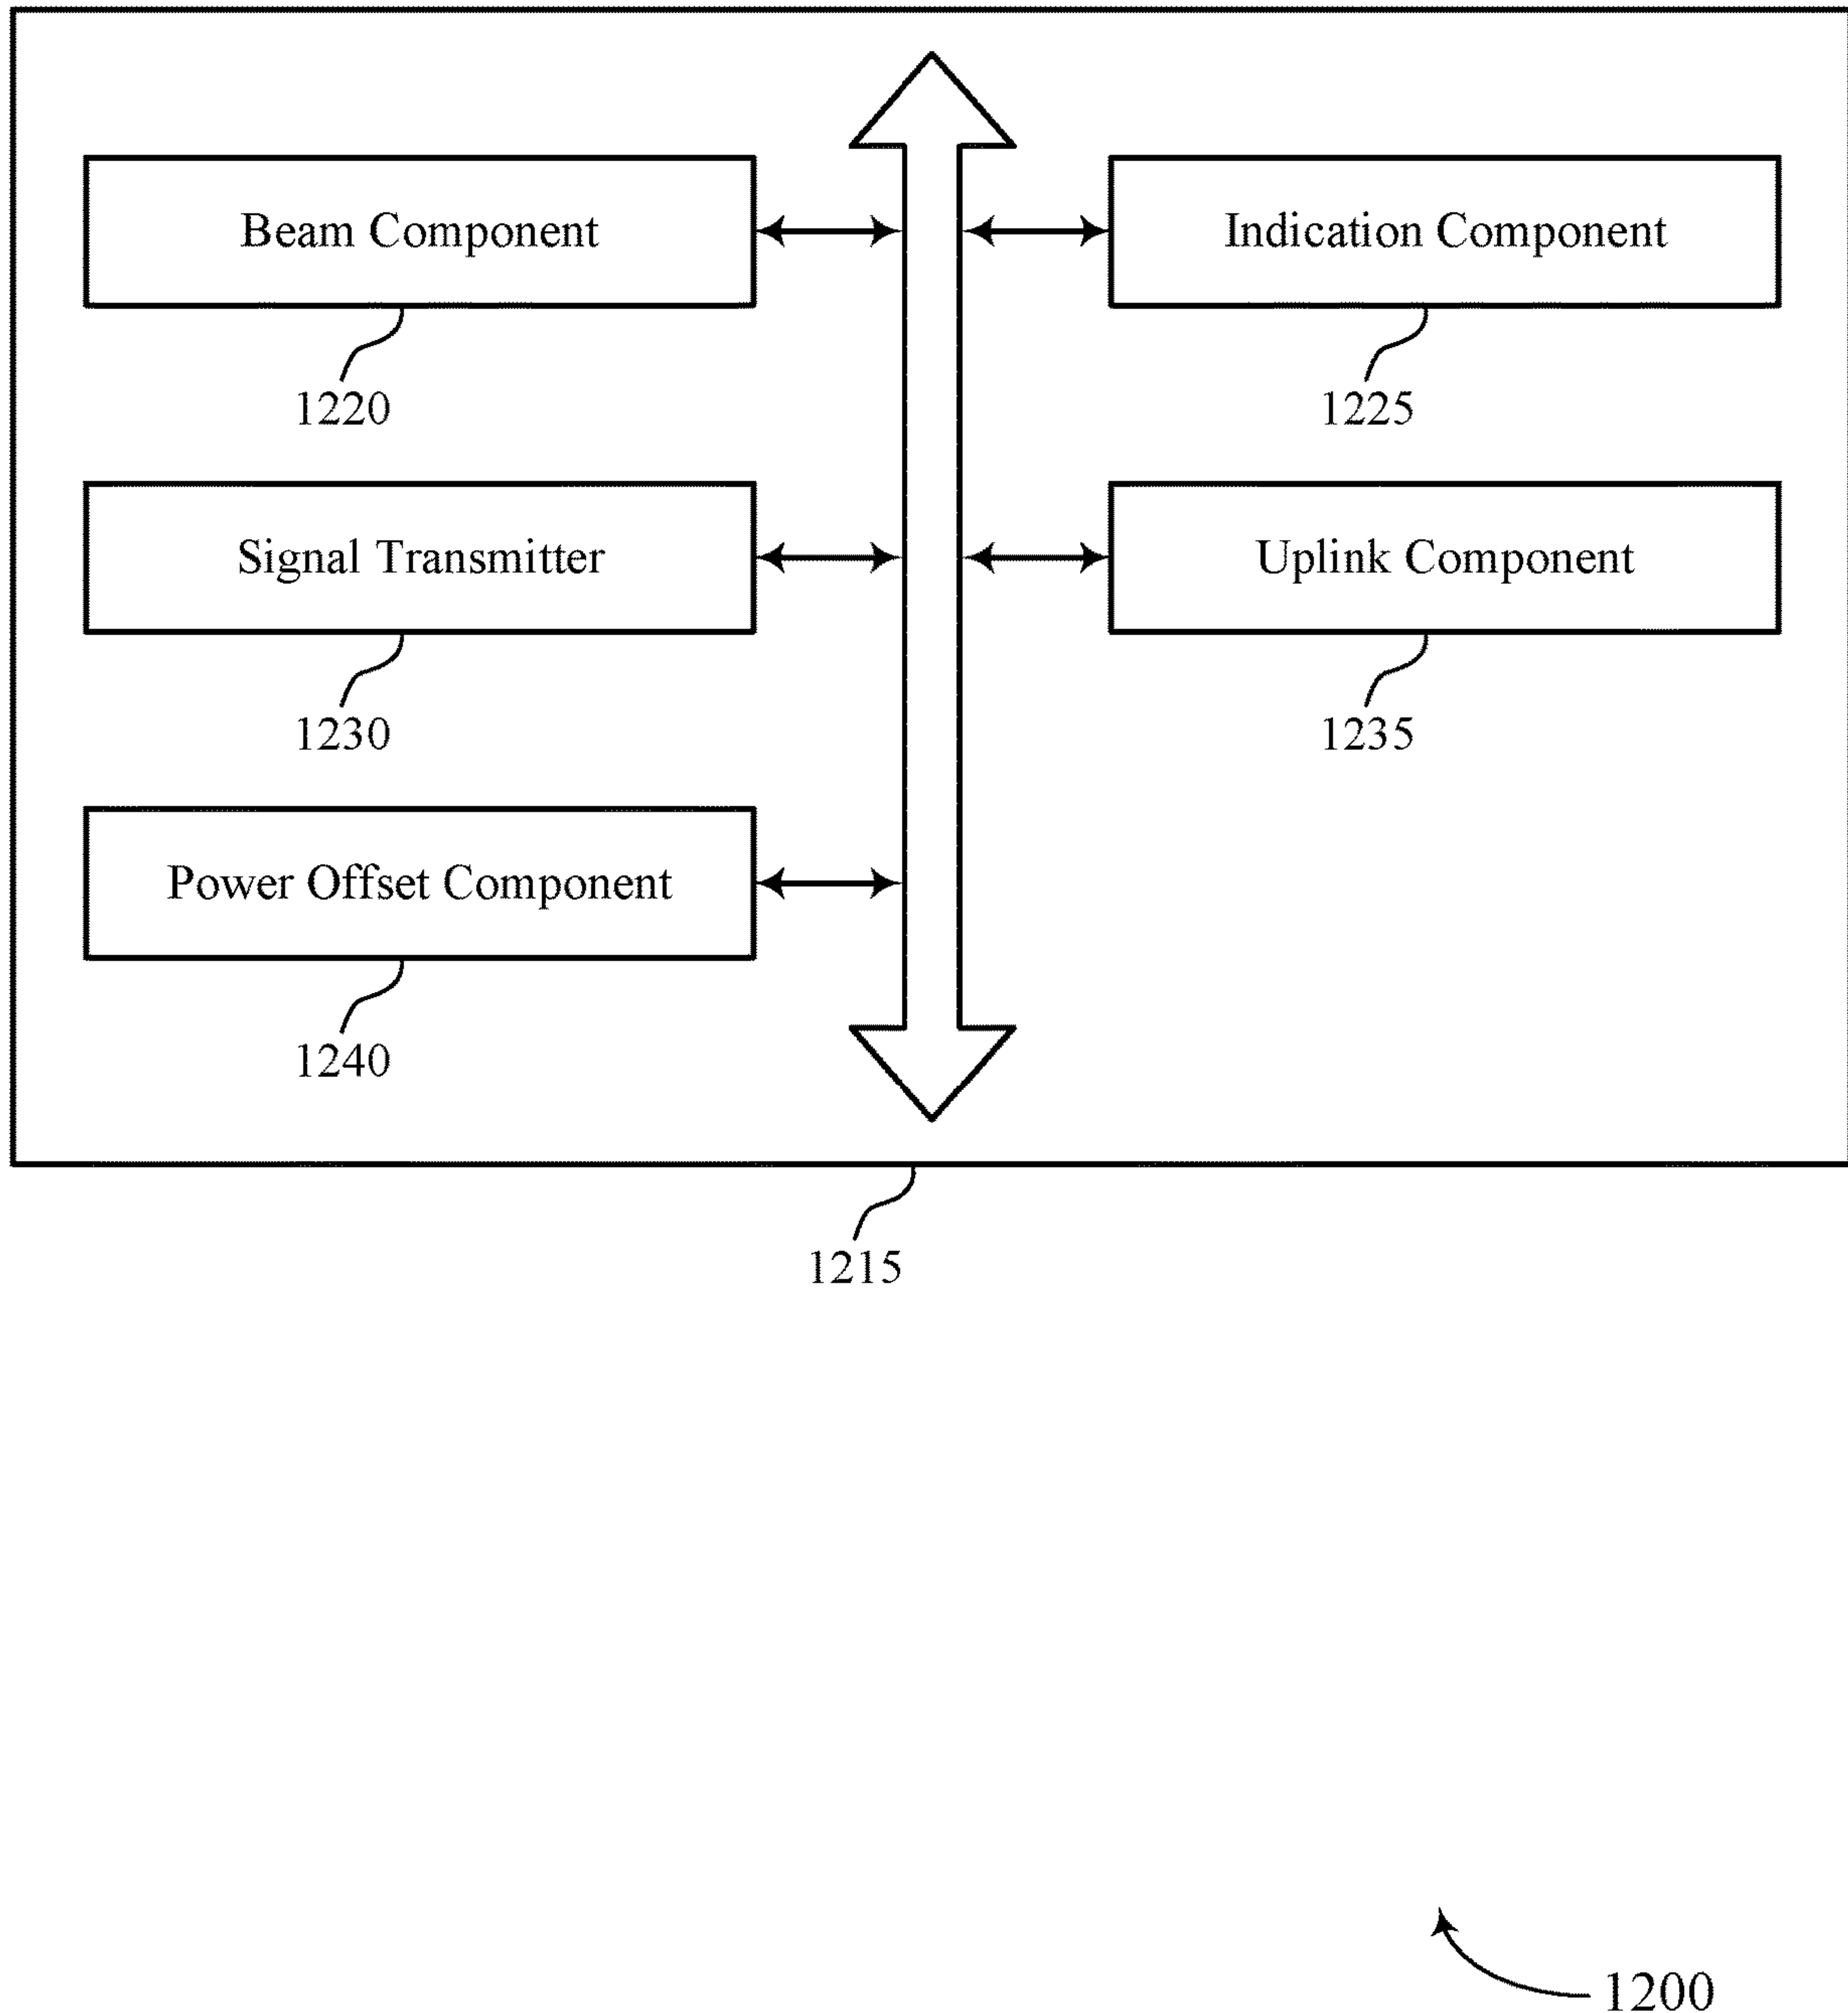 Beam Component
Indication Component
1220
1225
Signal Transmitter
Uplink Component
1230
1235
Power Offset Component
1240
1215
1200